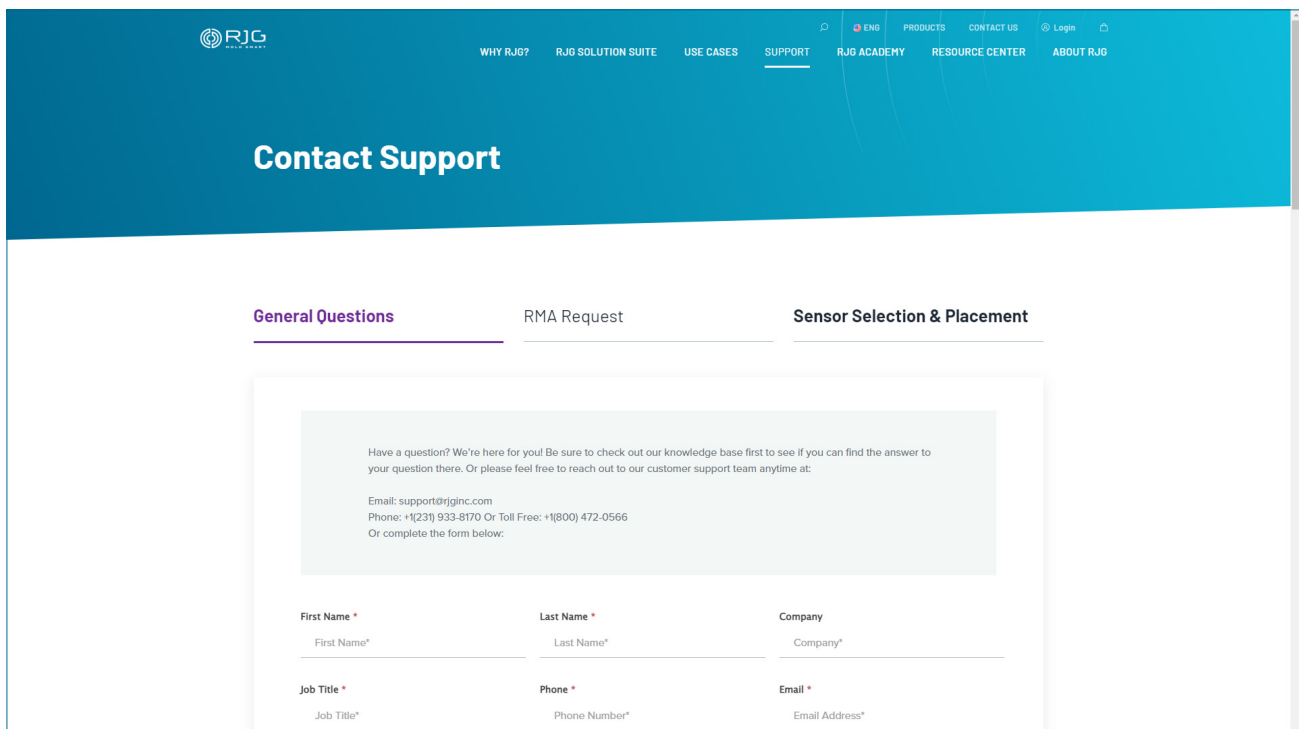 RJG
MOLD SMART
ENG PRODUCTS CONTACT US Login
WHY RJG? RJG SOLUTION SUITE USE CASES SUPPORT RJG ACADEMY RESOURCE CENTER ABOUT RJG
Contact Support
General Questions RMA Request Sensor Selection & Placement
Have a question? We're here for you! Be sure to check out our knowledge base first to see if you can find the answer to
your question there. Or please feel free to reach out to our customer support team anytime at:
Email: support@rjginc.com
Phone: +1(231) 933-8170 Or Toll Free: +1(800) 472-0566
Or complete the form below:
First Name * Last Name * Company
First Name* Last Name* Company*
Job Title * Phone * Email *
Job Title* Phone Number* Email Address*